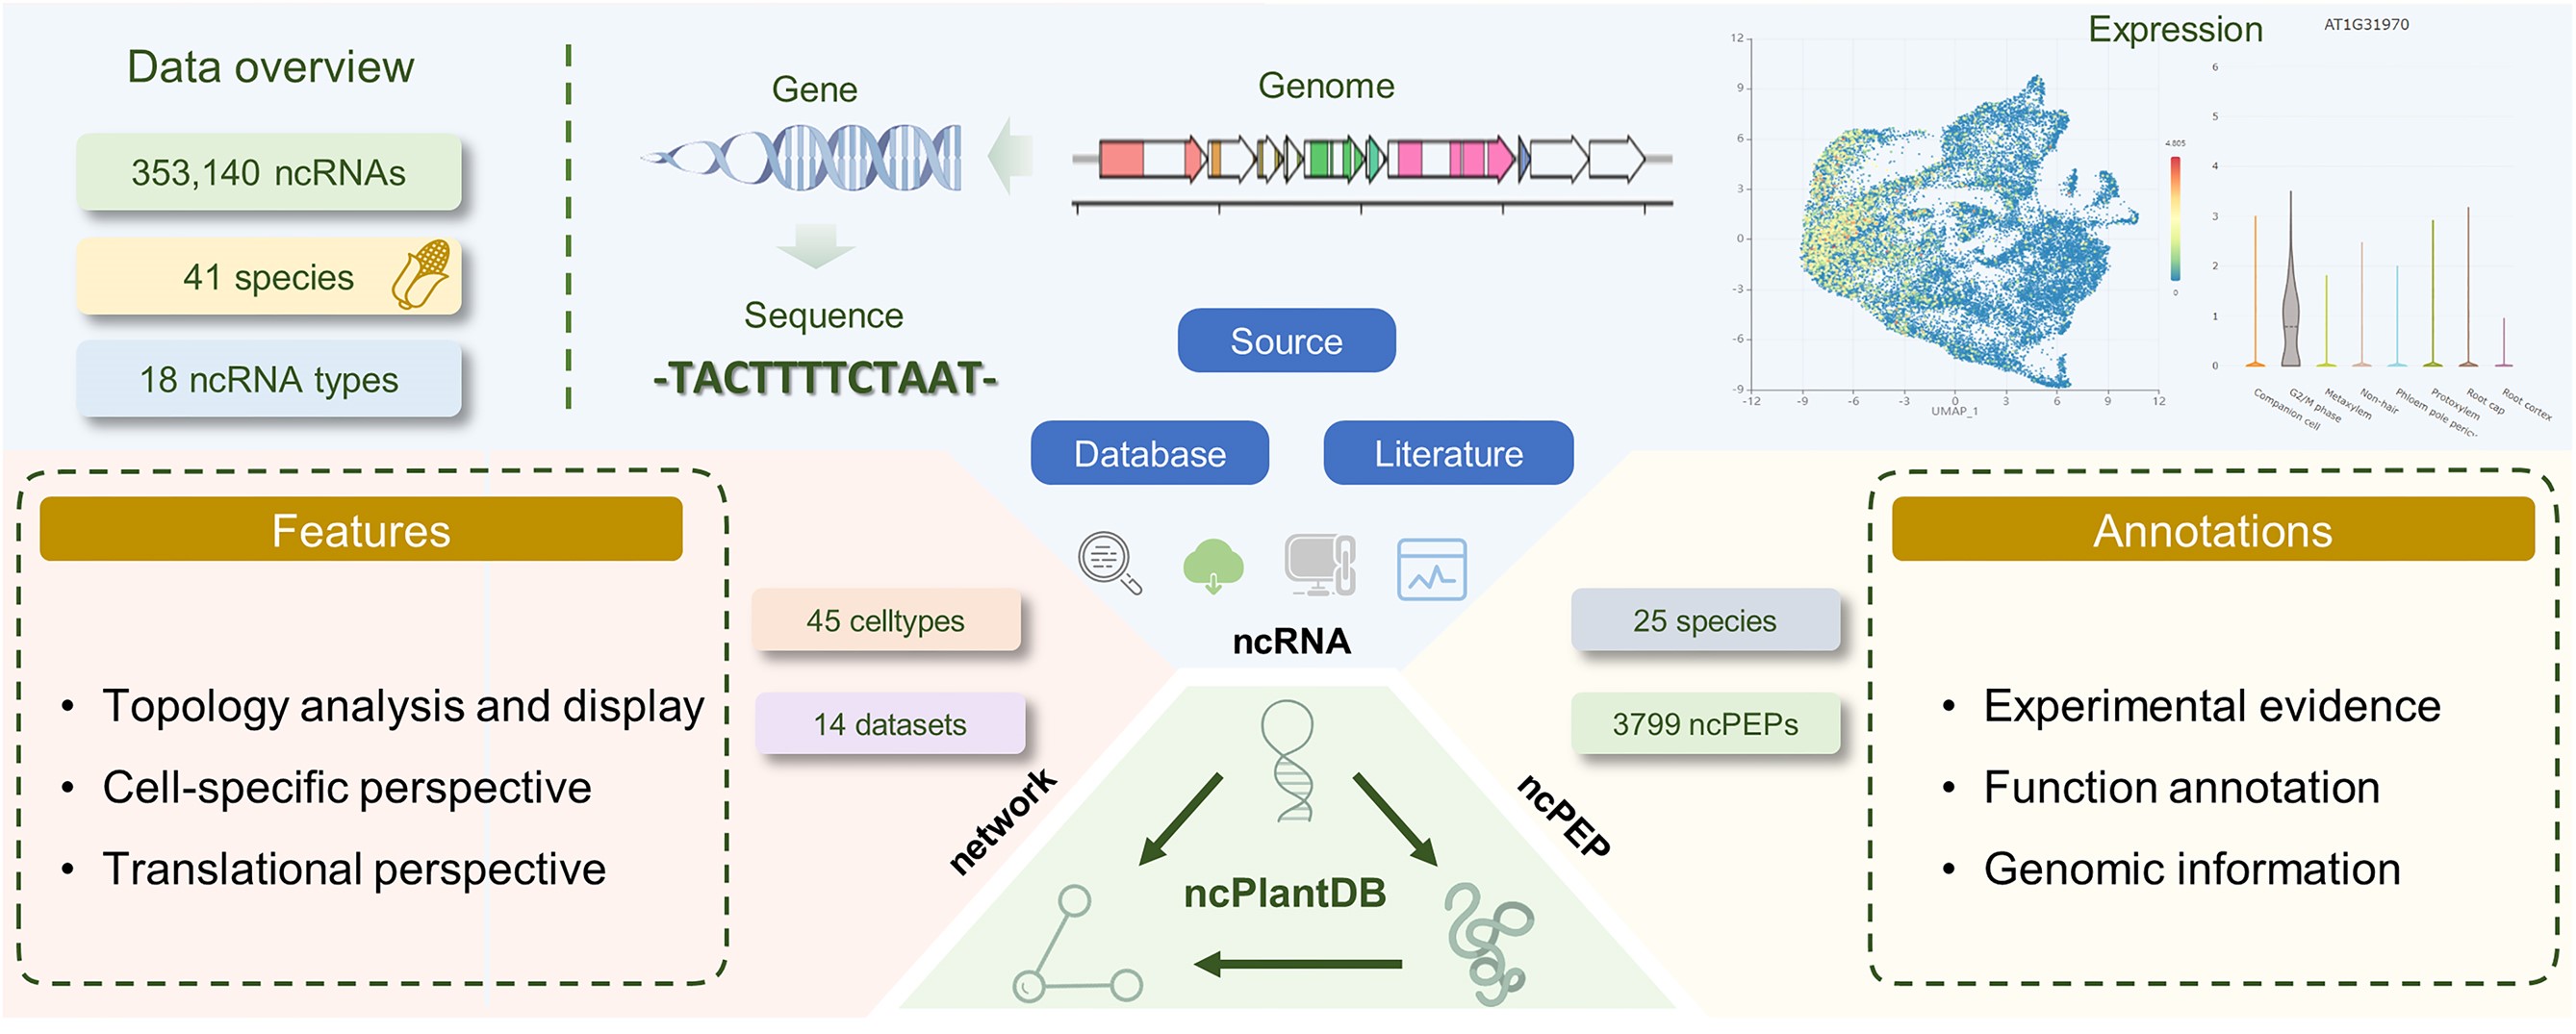 Data overview
353,140 ncRNAs
41 species
18 ncRNA types
Gene
Genome
Sequence
-TACTTTTCTAAT-
Source
Database
Literature
ncRNA
Expression
AT1G31970
12
9
6
3
0
-3
-6
-9
-12
-9
-6
-3
0
3
6
9
12
UMAP_1
4.805
0
6
5
4
3
2
1
0
Companion cell
G2/M phase
Metaxylem
Non-hair
Phloem pole peric
Protoxylem
Root cap
Root cortex
Features
• Topology analysis and display
• Cell-specific perspective
• Translational perspective
45 celltypes
14 datasets
network
25 species
3799 ncPEPs
ncPEP
ncPlantDB
Annotations
• Experimental evidence
• Function annotation
• Genomic information